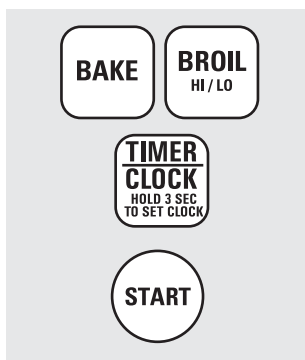 BAKE
BROIL
HI / LO
TIMER
CLOCK
HOLD 3 SEC
TO SET CLOCK
START